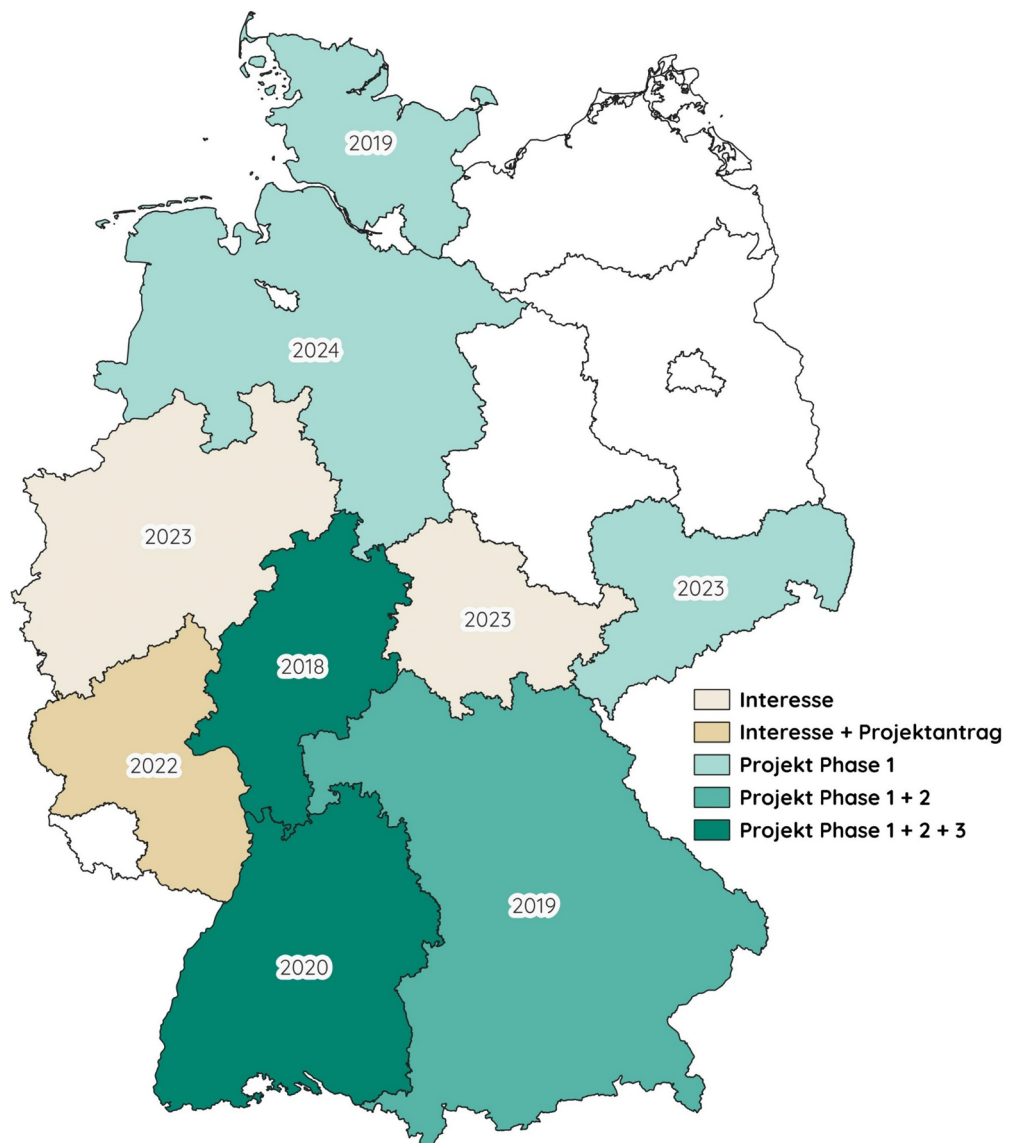 2019
2024
2023
2023
2023
2018
2022
2019
2020
Interesse
Interesse + Projektantrag
Projekt Phase 1
Projekt Phase 1 + 2
Projekt Phase 1 + 2 + 3